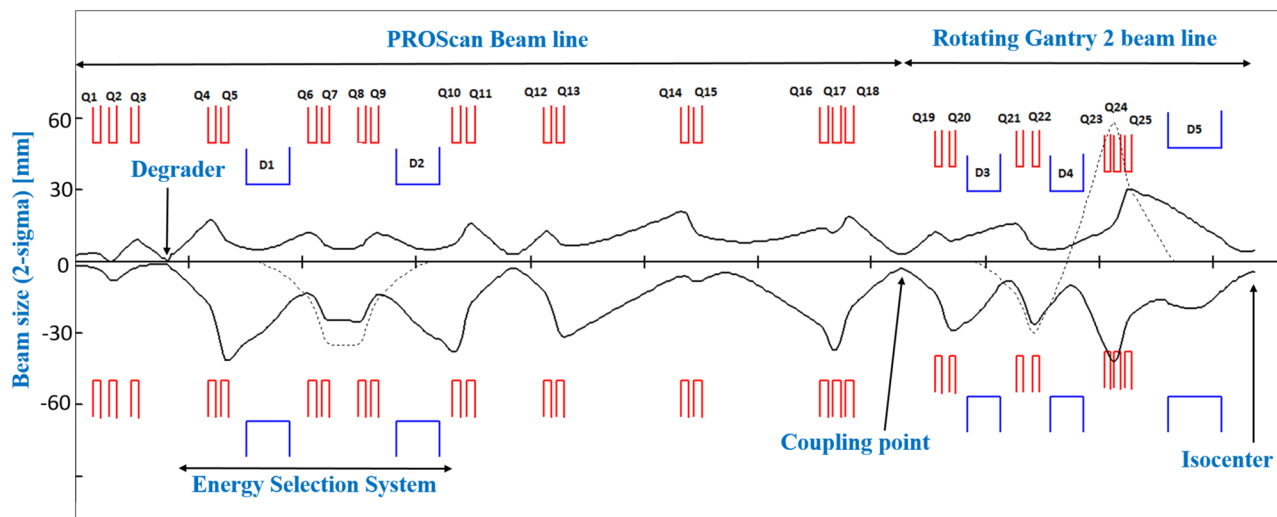 PROScan Beam line
Rotating Gantry 2 beam line
Q1 Q2 Q3 Q4 Q5 Q6 Q7 Q8 Q9 Q10 Q11 Q12 Q13 Q14 Q15 Q16 Q17 Q18
Q19 Q20 Q21 Q22 Q23 Q24 Q25
D1 D2 D3 D4 D5
Degrader
Beam size (2-sigma) [mm]
60
30
0
-30
-60
Energy Selection System
Coupling point
Isocenter